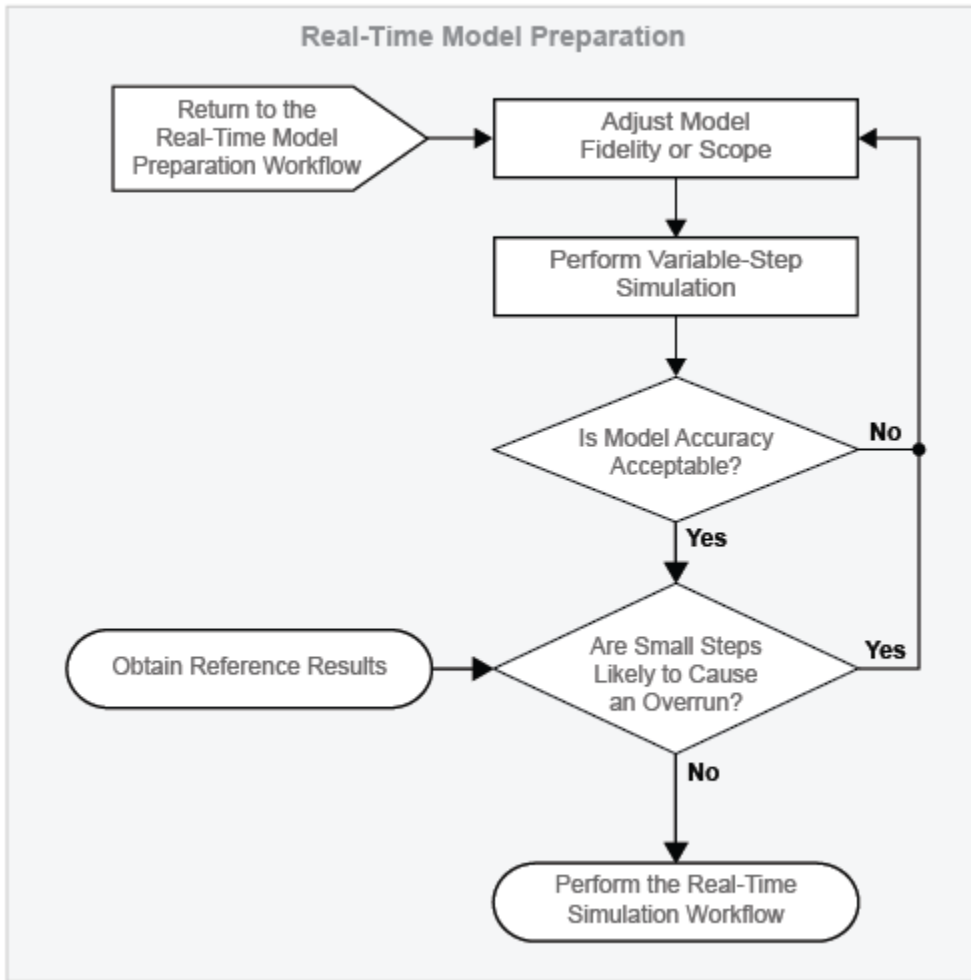 Real-Time Model Preparation
Return to the
Real-Time Model
Preparation Workflow
Adjust Model
Fidelity or Scope
Perform Variable-Step
Simulation
Is Model Accuracy
Acceptable?
No
Yes
Obtain Reference Results
Are Small Steps
Likely to Cause
an Overrun?
Yes
No
Perform the Real-Time
Simulation Workflow